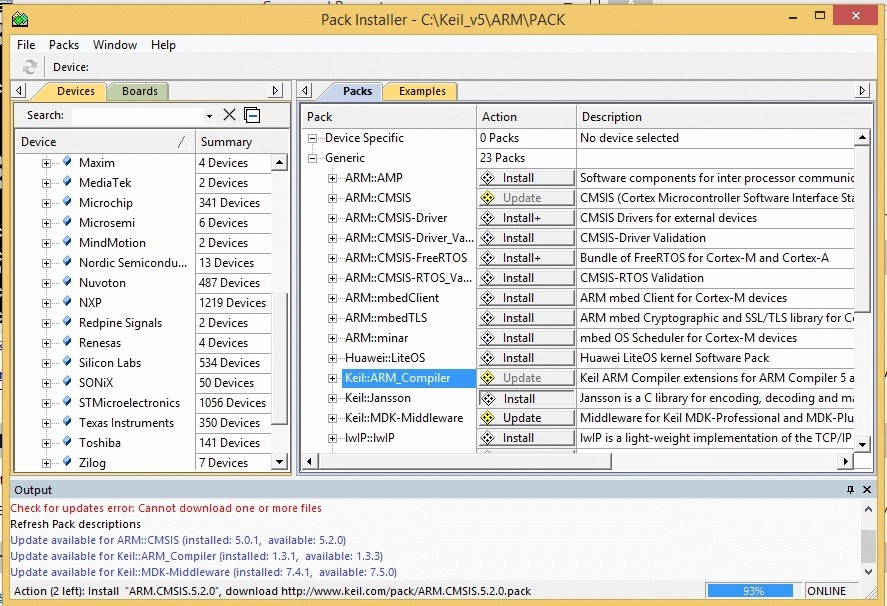 Pack Installer - C:\Keil_v5\ARM\PACK
File Packs Window Help
Device:
Devices Boards
Search:
Device / Summary
Maxim 4 Devices
MediaTek 2 Devices
Microchip 341 Devices
Microsemi 6 Devices
MindMotion 2 Devices
Nordic Semicondu... 13 Devices
Nuvoton 487 Devices
NXP 1219 Devices
Redpine Signals 2 Devices
Renesas 4 Devices
Silicon Labs 534 Devices
SONiX 50 Devices
STMicroelectronics 1056 Devices
Texas Instruments 350 Devices
Toshiba 141 Devices
Zilog 7 Devices
Packs Examples
Pack Action Description
Device Specific 0 Packs No device selected
Generic 23 Packs
ARM::AMP Install Software components for inter processor communic
ARM::CMSIS Update CMSIS (Cortex Microcontroller Software Interface Sta
ARM::CMSIS-Driver Install+ CMSIS Drivers for external devices
ARM::CMSIS-Driver_Va... Install CMSIS-Driver Validation
ARM::CMSIS-FreeRTOS Install+ Bundle of FreeRTOS for Cortex-M and Cortex-A
ARM::CMSIS-RTOS_Va... Install CMSIS-RTOS Validation
ARM::mbedClient Install ARM mbed Client for Cortex-M devices
ARM::mbedTLS Install ARM mbed Cryptographic and SSL/TLS library for Co
ARM::minar Install mbed OS Scheduler for Cortex-M devices
Huawei::LiteOS Install Huawei LiteOS kernel Software Pack
Keil::ARM_Compiler Update Keil ARM Compiler extensions for ARM Compiler 5 a
Keil::Jansson Install Jansson is a C library for encoding, decoding and ma
Keil::MDK-Middleware Update Middleware for Keil MDK-Professional and MDK-Plu
lwIP::lwIP Install lwIP is a light-weight implementation of the TCP/IP
Output
Check for updates error: Cannot download one or more files
Refresh Pack descriptions
Update available for ARM::CMSIS (installed: 5.0.1, available: 5.2.0)
Update available for Keil::ARM_Compiler (installed: 1.3.1, available: 1.3.3)
Update available for Keil::MDK-Middleware (installed: 7.4.1, available: 7.5.0)
Action (2 left): Install "ARM.CMSIS.5.2.0", download http://www.keil.com/pack/ARM.CMSIS.5.2.0.pack 93% ONLINE